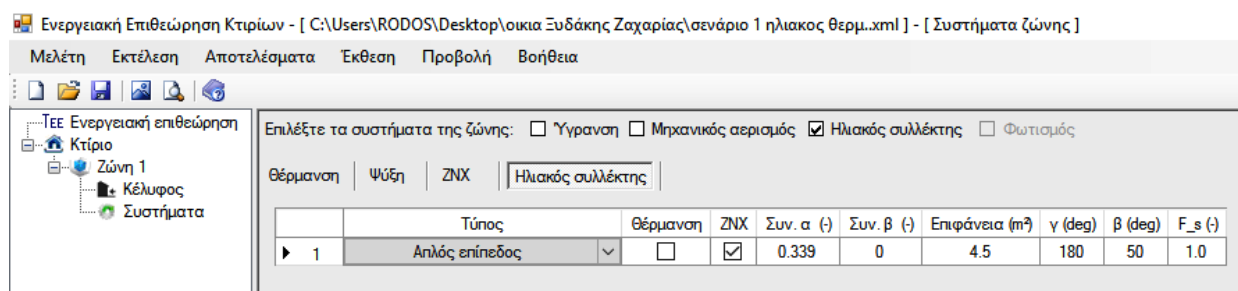 Ενεργειακή Επιθεώρηση Κτιρίων - [ C:\Users\RODOS\Desktop\οικια Ξυδάκης Ζαχαρίας\σενάριο 1 ηλιακος θερμ..xml ] - [ Συστήματα ζώνης ]
Μελέτη Εκτέλεση Αποτελέσματα Έκθεση Προβολή Βοήθεια
ΤΕΕ Ενεργειακή επιθεώρηση
Κτίριο
Ζώνη 1
Κέλυφος
Συστήματα
Επιλέξτε τα συστήματα της ζώνης: Ύγρανση Μηχανικός αερισμός Ηλιακός συλλέκτης Φωτισμός
Θέρμανση Ψύξη ΖΝΧ Ηλιακός συλλέκτης
Τύπος Θέρμανση ΖΝΧ Συν. α (-) Συν. β (-) Επιφάνεια (m²) γ (deg) β (deg) F_s (-)
1 Απλός επίπεδος 0.339 0 4.5 180 50 1.0